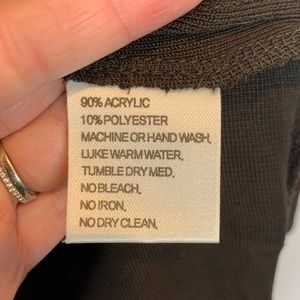 90% ACRYLIC
10% POLYESTER
MACHINE OR HAND WASH,
LUKE WARM WATER,
TUMBLE DRY MED,
NO BLEACH,
NO IRON,
NO DRY CLEAN,